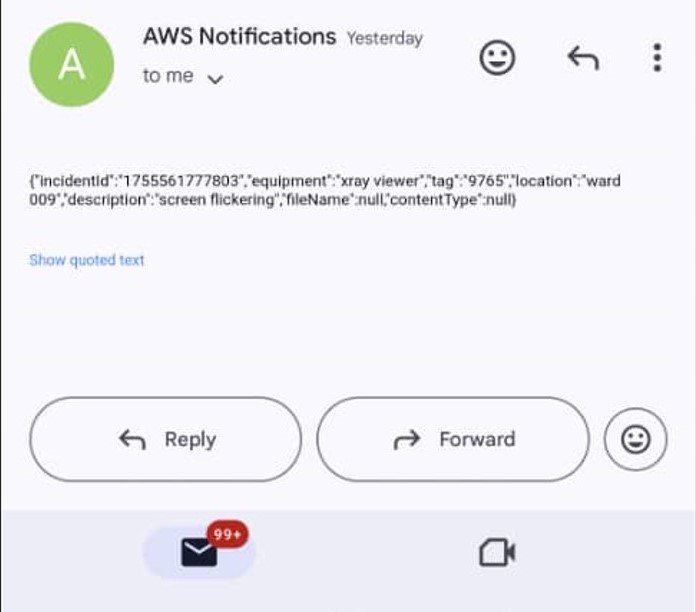 A
AWS Notifications Yesterday
to me
{"incidentId":"1755561777803","equipment":"xray viewer","tag":"9765","location":"ward
009","description":"screen flickering","fileName":null,"contentType":null}
Show quoted text
Reply
Forward
99+